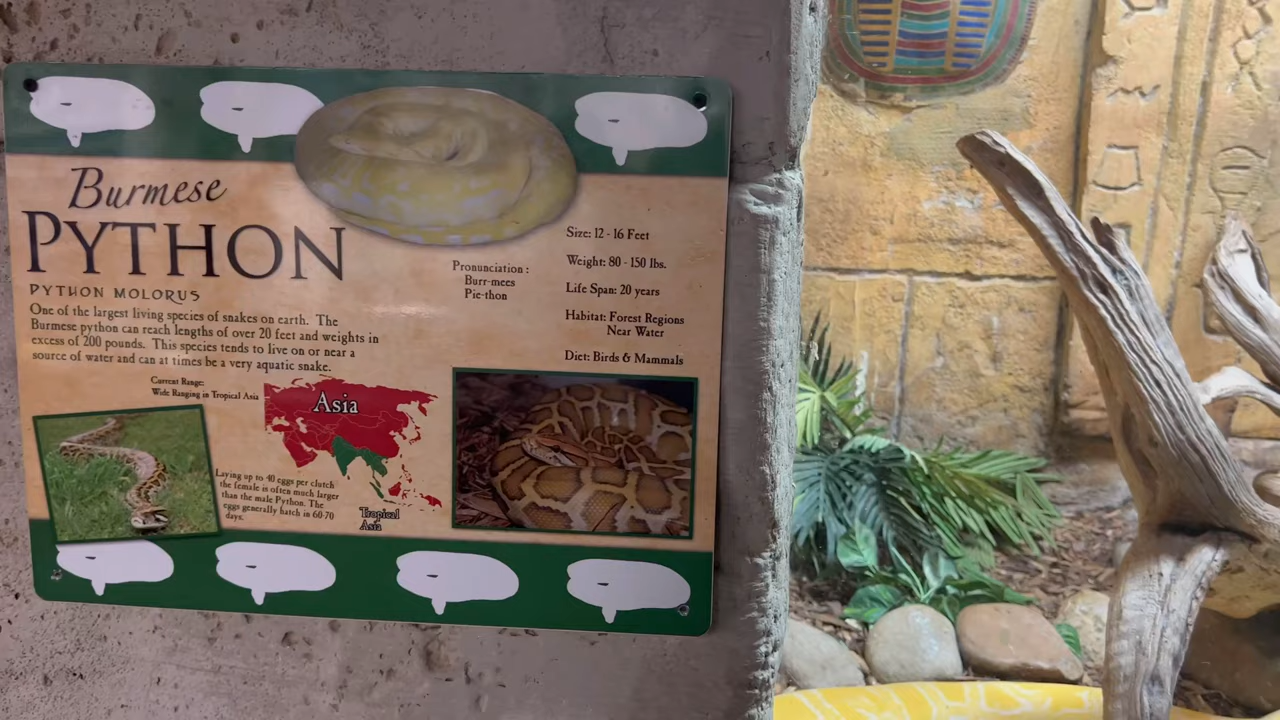 Burmese
PYTHON
PYTHON MOLORUS
One of the largest living species of snakes on earth. The
Burmese python can reach lengths of over 20 feet and weights in
excess of 200 pounds. This species tends to live on or near a
source of water and can at times be a very aquatic snake.
Pronunciation :
Burr-mees
Pie-thon
Size: 12 - 16 Feet
Weight: 80 - 150 lbs.
Life Span: 20 years
Habitat: Forest Regions
Near Water
Diet: Birds & Mammals
Current Range:
Wide Ranging in Tropical Asia
Asia
Tropical
Asia
Laying up to 40 eggs per clutch
the female is often much larger
than the male Python. The
eggs generally hatch in 60-70
days.